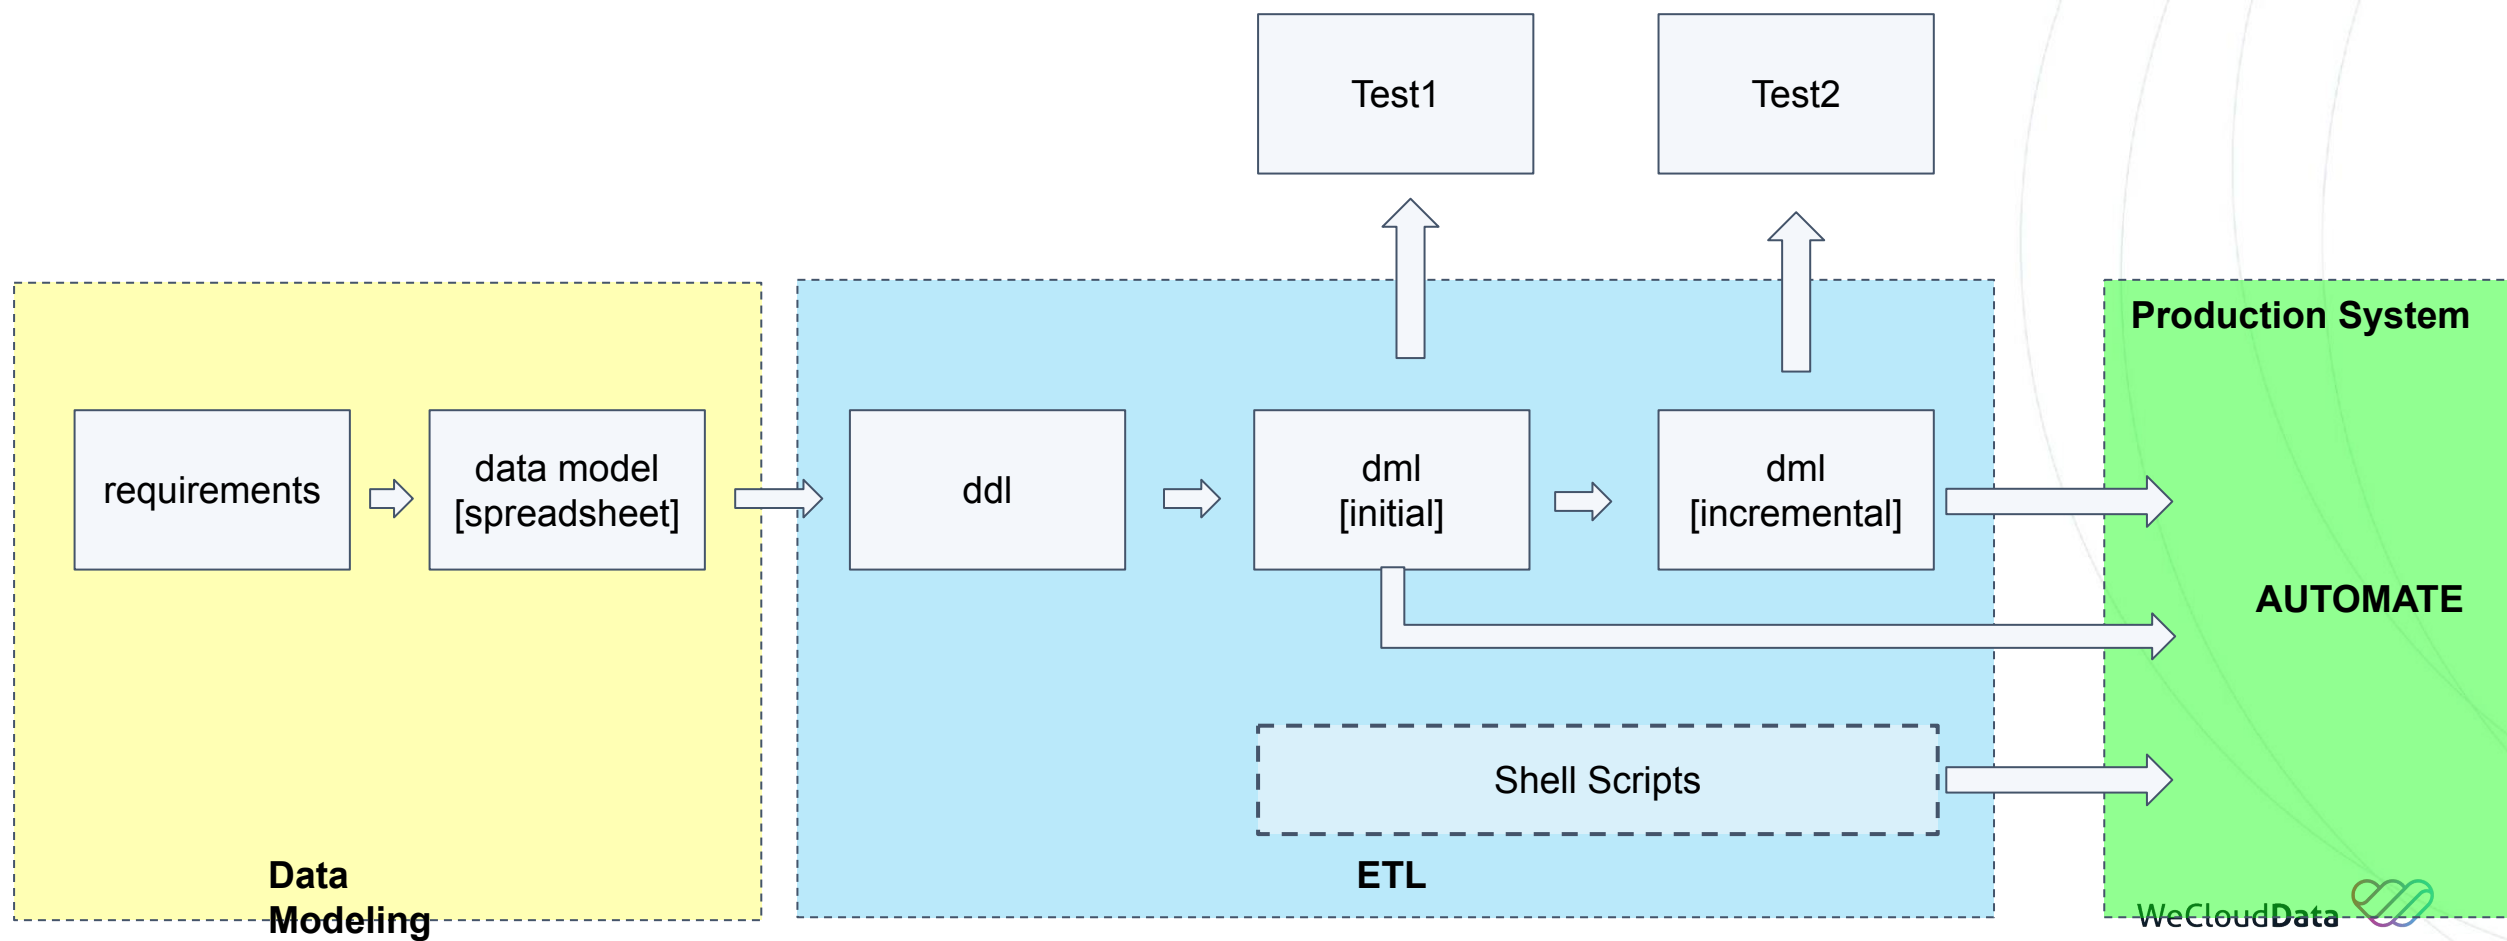 Test1
Test2
Production System
requirements
data model
[spreadsheet]
ddl
dml
[initial]
dml
[incremental]
AUTOMATE
Shell Scripts
Data
Modeling
ETL
WeCloudData